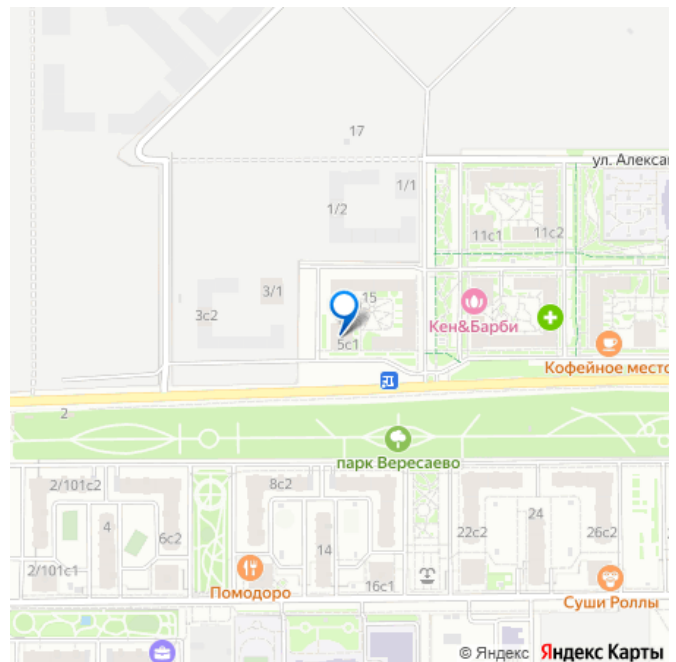 17
ул. Алекса
1/1
1/2
11с1
11с2
3/1
15
3с2
Кен&Барби
5с1
Кофейное место
2
парк Вересаево
2/101с2
8с2
4
22с2
24
26с2
6с2
14
2/101с1
16с1
Помодоро
Суши Роллы
© Яндекс Яндекс Карты